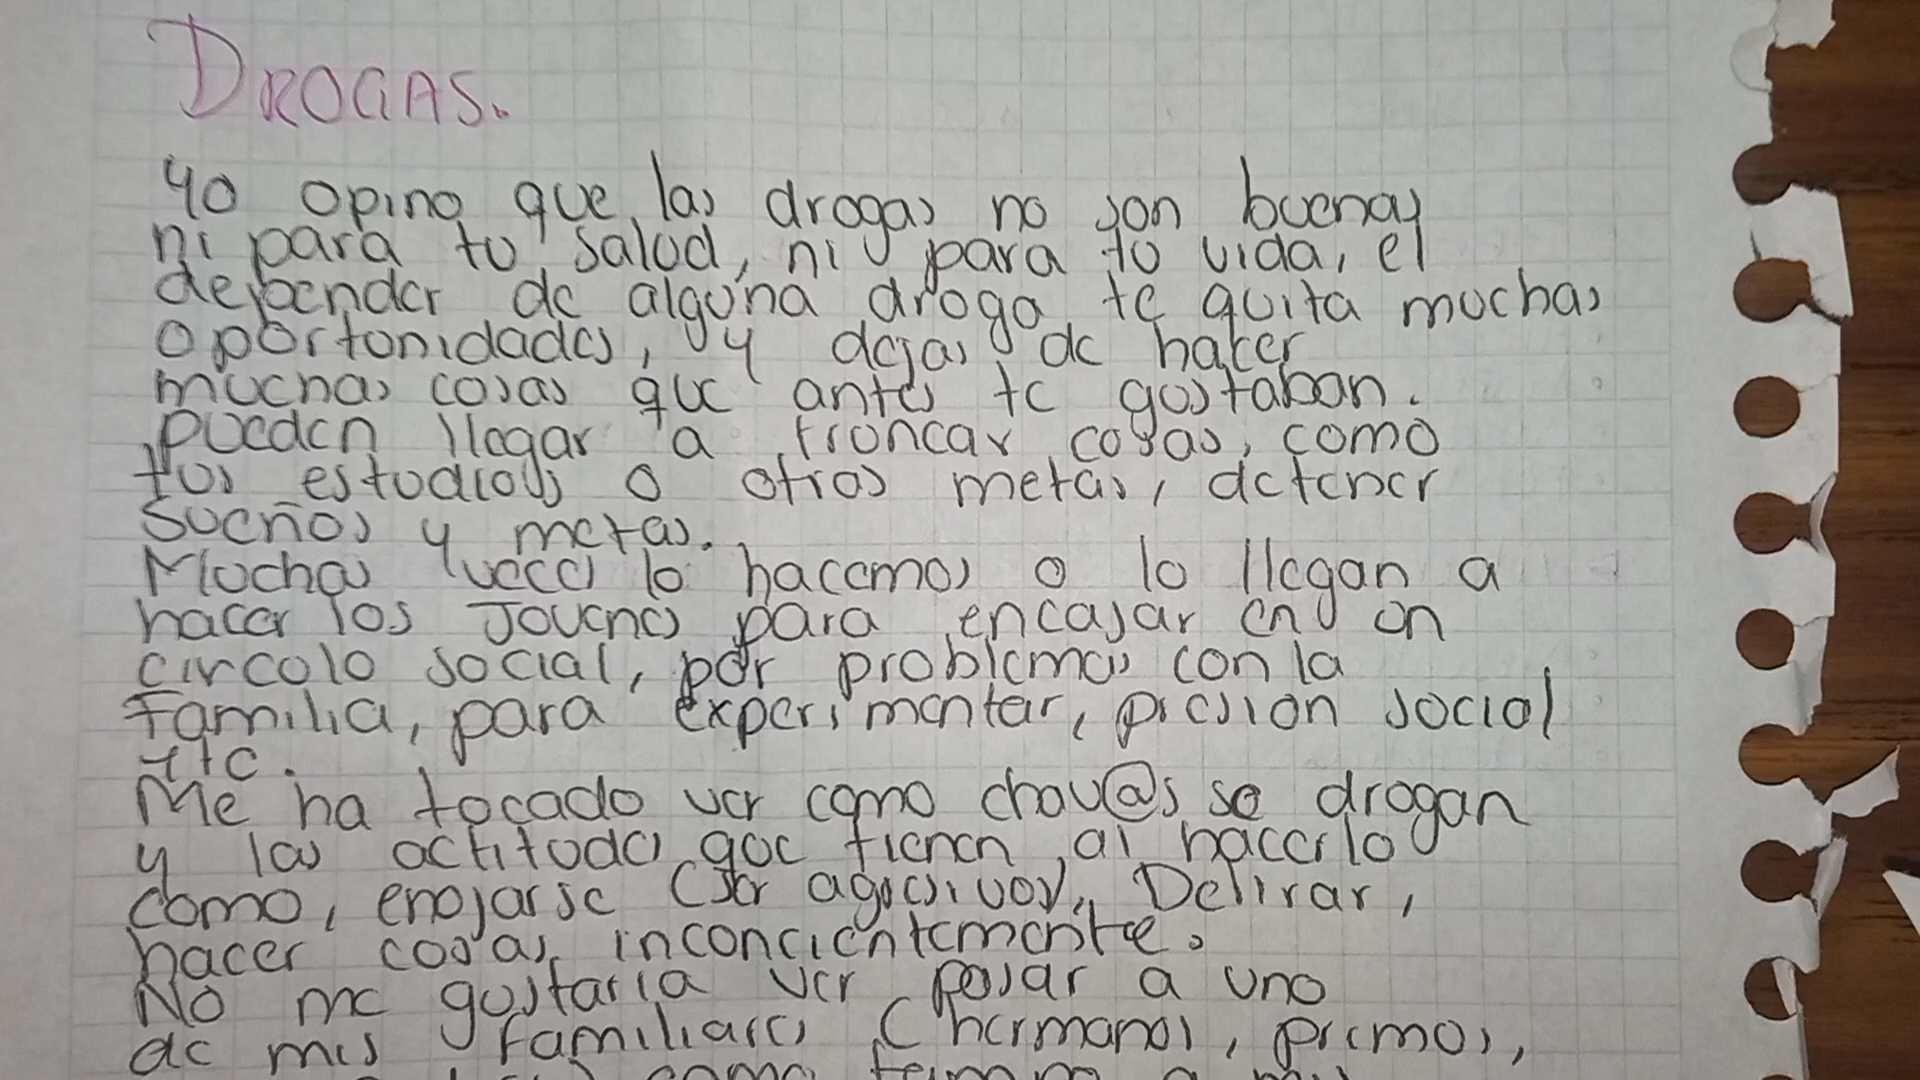 DROGAS.
Yo opino que las drogas no son buenas
ni para tu salud, ni para tu vida, el
depender de alguna droga te quita muchas
oportunidades, y dejas de hacer
muchas cosas que antes te gustaban.
pueden llegar a truncar cosas, como
tus estudios o otras metas, detener
sueños y metas.
Muchas veces lo hacemos o lo llegan a
hacer los Jovenes para encajar en un
circulo social, por problemas con la
familia, para experimentar, presion social
etc.
Me ha tocado ver como chav@s se drogan
y las actitudes que tienen al hacerlo
como, enojarse (ser agresivos), Delirar,
hacer cosas inconcientemente.
No me gustaria ver pasar a uno
de mis familiares (hermanos, primos,
como